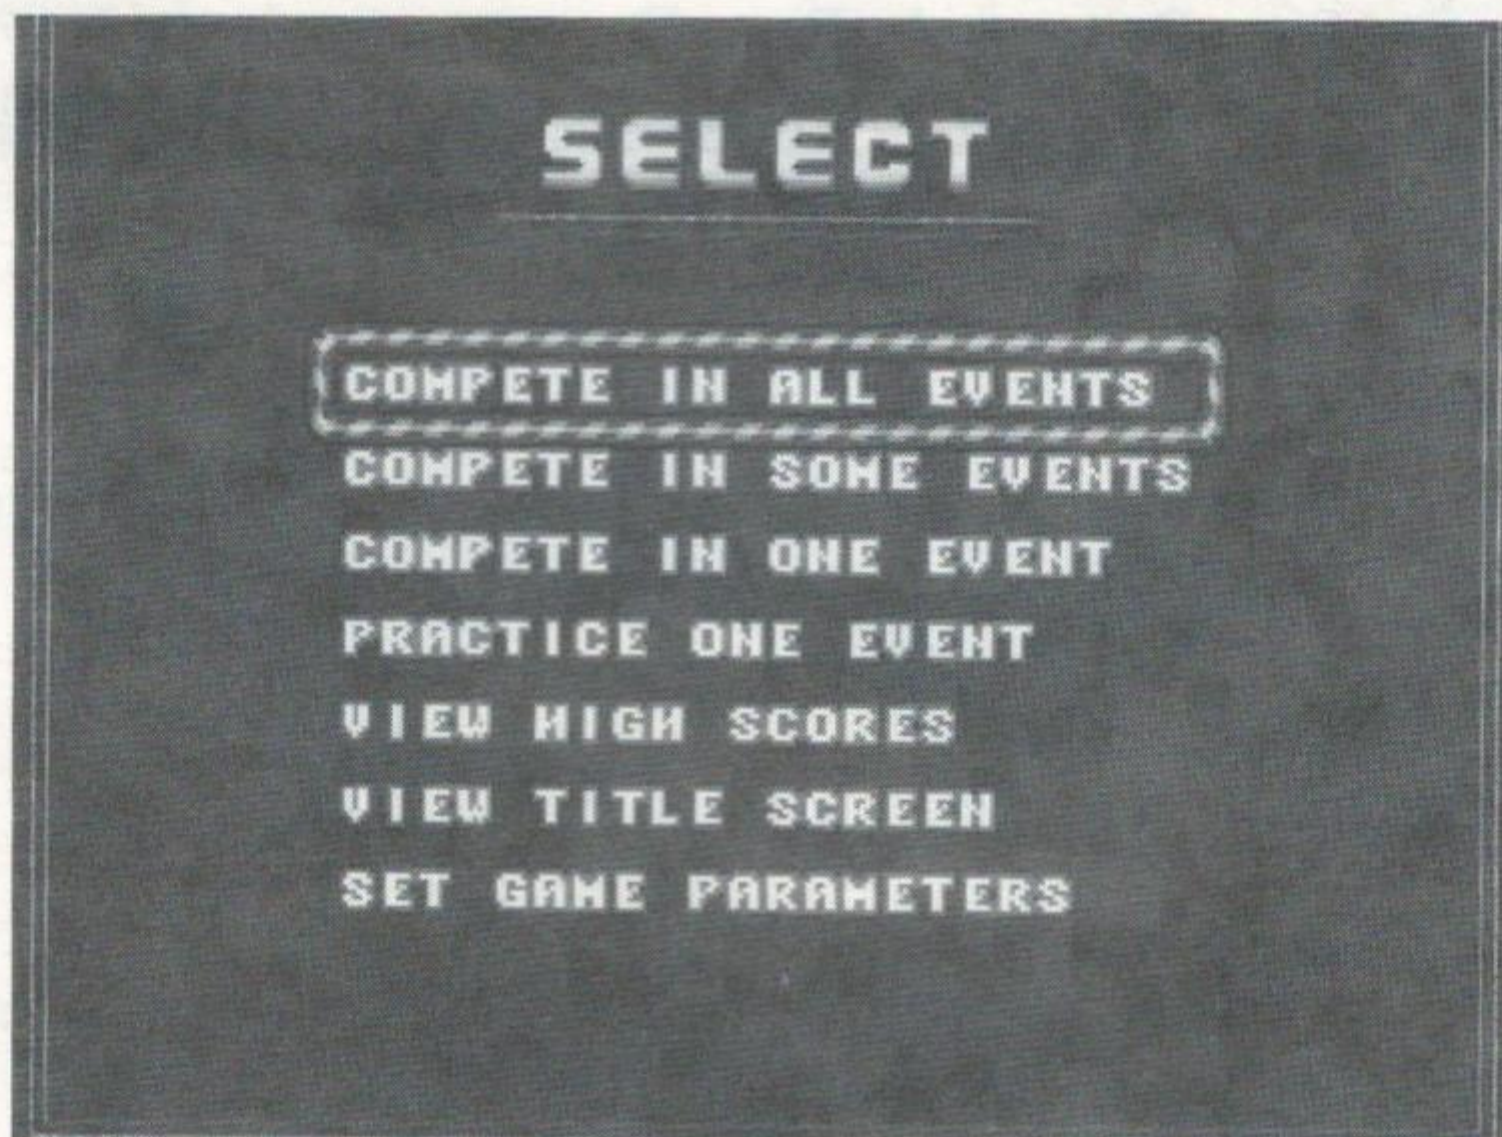 SELECT
COMPETE IN ALL EVENTS
COMPETE IN SOME EVENTS
COMPETE IN ONE EVENT
PRACTICE ONE EVENT
VIEW HIGH SCORES
VIEW TITLE SCREEN
SET GAME PARAMETERS